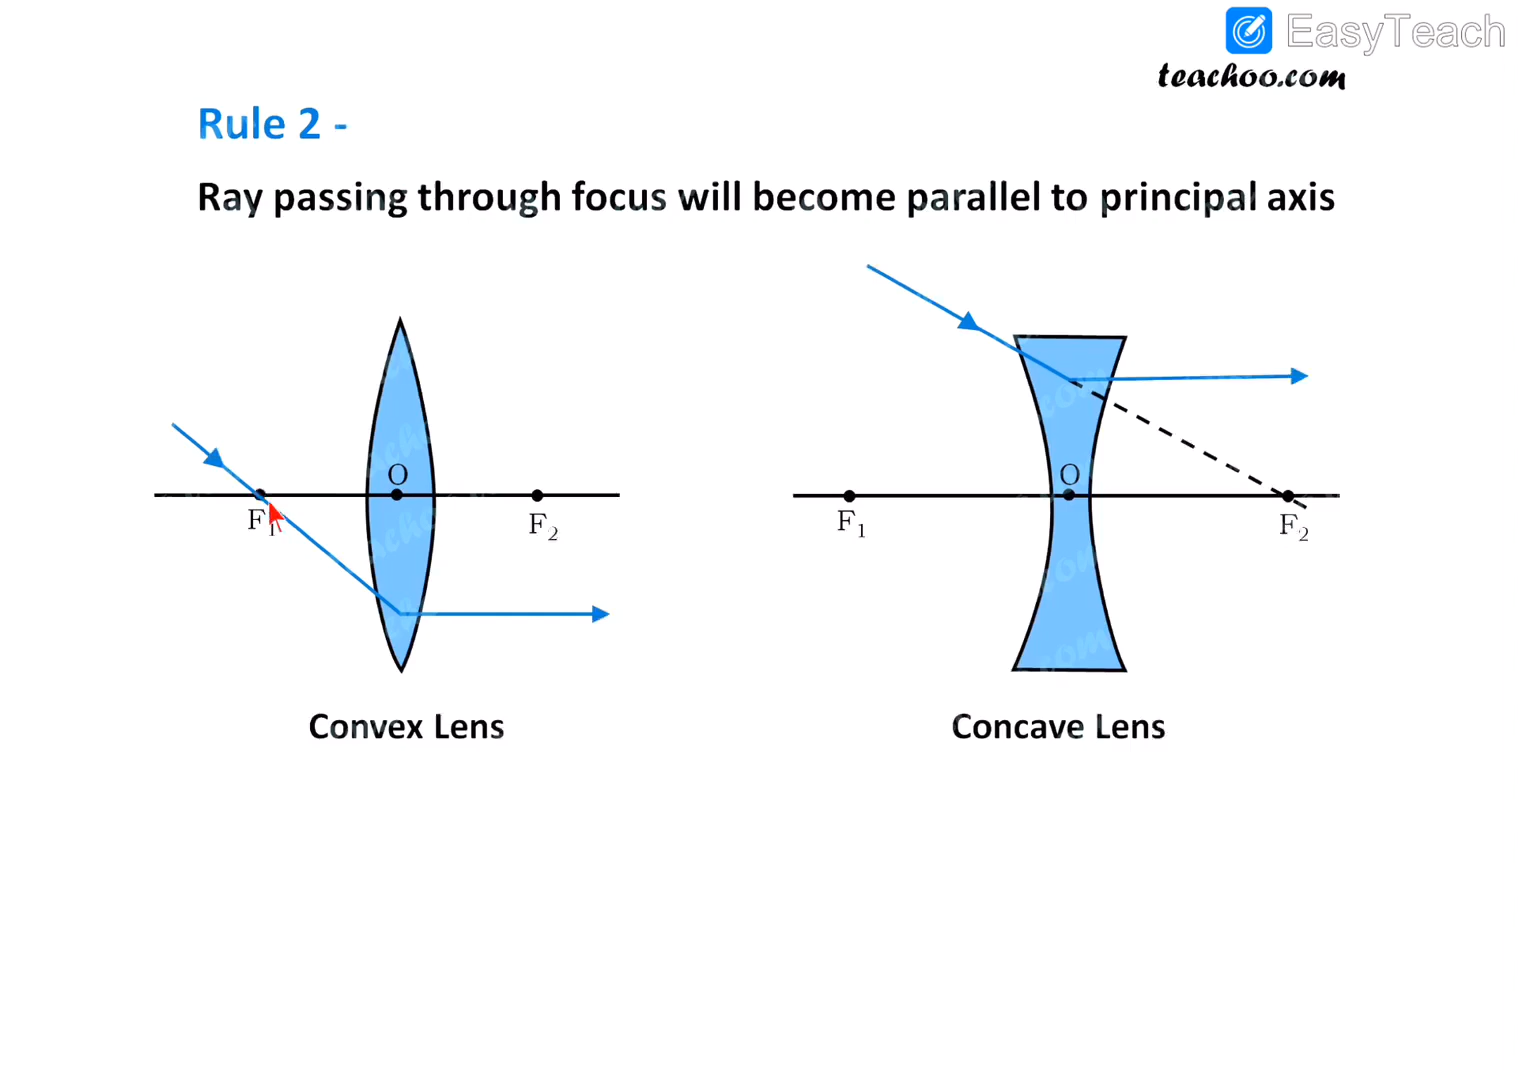 EasyTeach
teachoo.com
Rule 2 -
Ray passing through focus will become parallel to principal axis
O
F₁
F₂
Convex Lens
O
F₁
F₂
Concave Lens